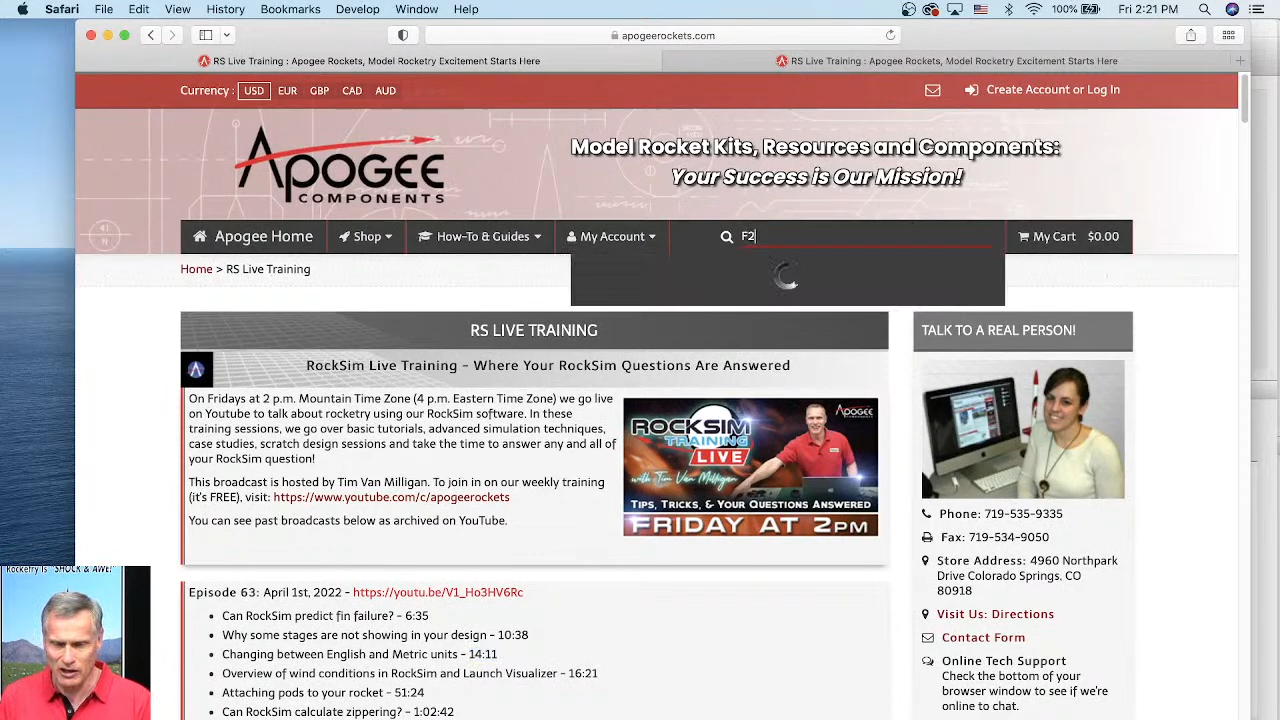 Safari File Edit View History Bookmarks Develop Window Help 100% Fri 2:21 PM
apogeerockets.com
RS Live Training : Apogee Rockets, Model Rocketry Excitement Starts Here
RS Live Training : Apogee Rockets, Model Rocketry Excitement Starts Here
Currency : USD EUR GBP CAD AUD
Create Account or Log In
APOGEE
COMPONENTS
Model Rocket Kits, Resources and Components:
Your Success is Our Mission!
Apogee Home Shop How-To & Guides My Account F2 My Cart $0.00
Home > RS Live Training
RS LIVE TRAINING
RockSim Live Training – Where Your RockSim Questions Are Answered
On Fridays at 2 p.m. Mountain Time Zone (4 p.m. Eastern Time Zone) we go live
on Youtube to talk about rocketry using our RockSim software. In these
training sessions, we go over basic tutorials, advanced simulation techniques,
case studies, scratch design sessions and take the time to answer any and all of
your RockSim question!
This broadcast is hosted by Tim Van Milligan. To join in on our weekly training
(it's FREE), visit: https://www.youtube.com/c/apogeerockets
You can see past broadcasts below as archived on YouTube.
APOGEE
ROCKSIM
TRAINING
LIVE
with Tim Van Milligan
TIPS, TRICKS, & YOUR QUESTIONS ANSWERED
FRIDAY AT 2PM
Episode 63: April 1st, 2022 - https://youtu.be/V1_Ho3HV6Rc
Can RockSim predict fin failure? - 6:35
Why some stages are not showing in your design - 10:38
Changing between English and Metric units - 14:11
Overview of wind conditions in RockSim and Launch Visualizer - 16:21
Attaching pods to your rocket - 51:24
Can RockSim calculate zippering? - 1:02:42
TALK TO A REAL PERSON!
Phone: 719-535-9335
Fax: 719-534-9050
Store Address: 4960 Northpark
Drive Colorado Springs, CO
80918
Visit Us: Directions
Contact Form
Online Tech Support
Check the bottom of your
browser window to see if we're
online to chat.
Rocketry is "SHOCK & AWE!"